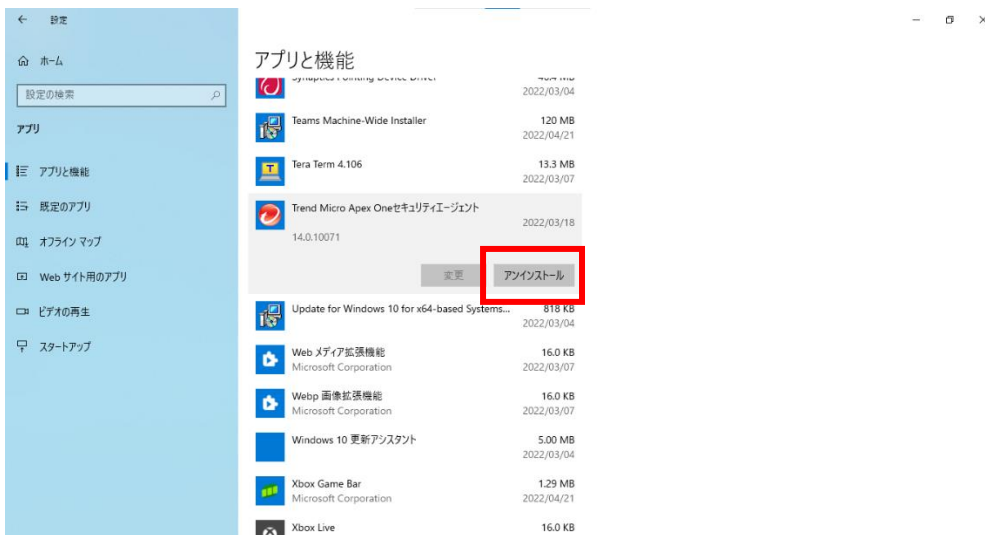 設定
ホーム
設定の検索
アプリ
アプリと機能
既定のアプリ
オフライン マップ
Web サイト用のアプリ
ビデオの再生
スタートアップ
アプリと機能
Synaptics Pointing Device Driver
48.4 MB
2022/03/04
Teams Machine-Wide Installer
120 MB
2022/04/21
Tera Term 4.106
13.3 MB
2022/03/07
Trend Micro Apex Oneセキュリティエージェント
2022/03/18
14.0.10071
変更
アンインストール
Update for Windows 10 for x64-based Systems...
818 KB
2022/03/04
Web メディア拡張機能
16.0 KB
Microsoft Corporation
2022/03/07
Webp 画像拡張機能
16.0 KB
Microsoft Corporation
2022/03/07
Windows 10 更新アシスタント
5.00 MB
2022/03/04
Xbox Game Bar
1.29 MB
Microsoft Corporation
2022/04/21
Xbox Live
16.0 KB